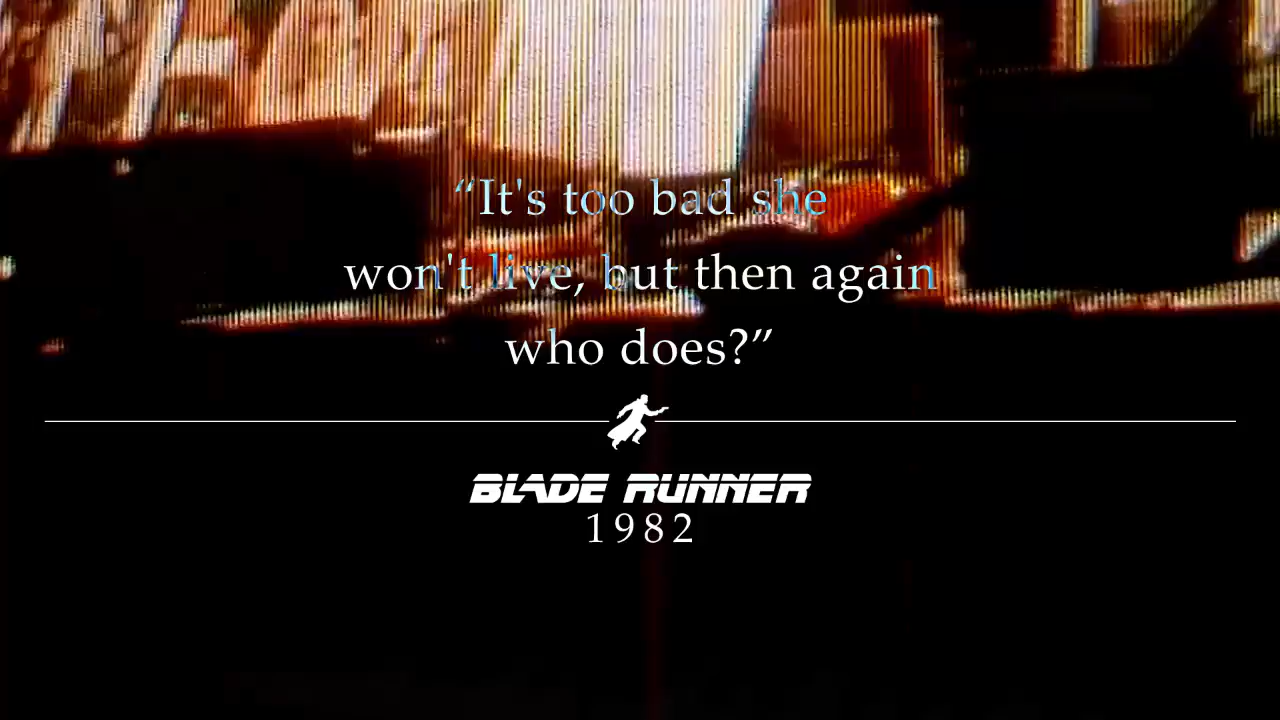 “It's too bad she
won't live, but then again
who does?”
BLADE RUNNER
1982